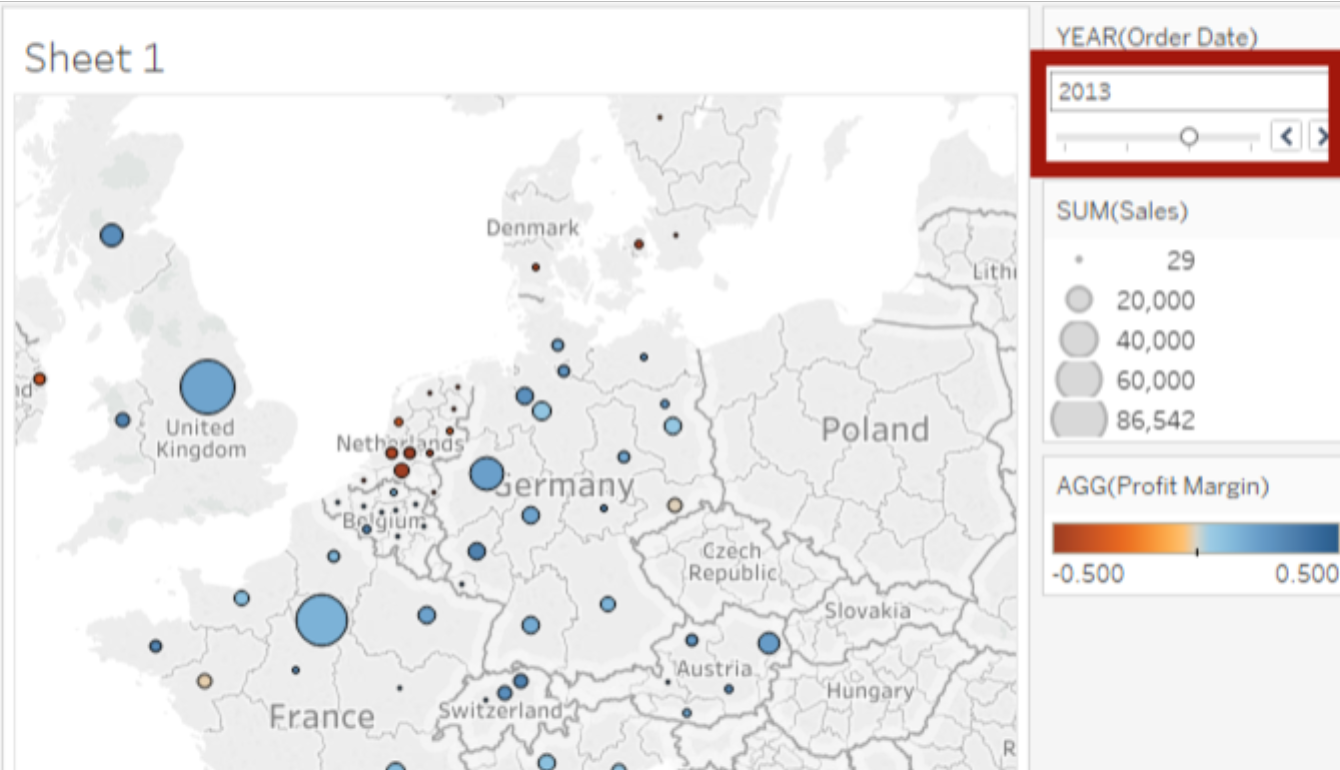 Sheet 1
YEAR(Order Date)
2013
SUM(Sales)
29
20,000
40,000
60,000
86,542
AGG(Profit Margin)
-0.500
0.500
Denmark
Lith
nd
United
Kingdom
Netherlands
Poland
Germany
Belgium
Czech
Republic
Slovakia
Austria
Hungary
Switzerland
France
R